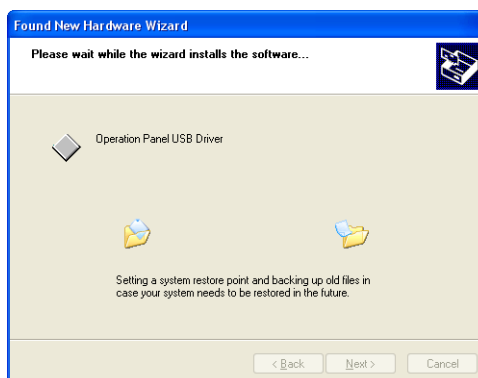 Found New Hardware Wizard
Please wait while the wizard installs the software...
Operation Panel USB Driver
Setting a system restore point and backing up old files in
case your system needs to be restored in the future.
< Back
Next >
Cancel